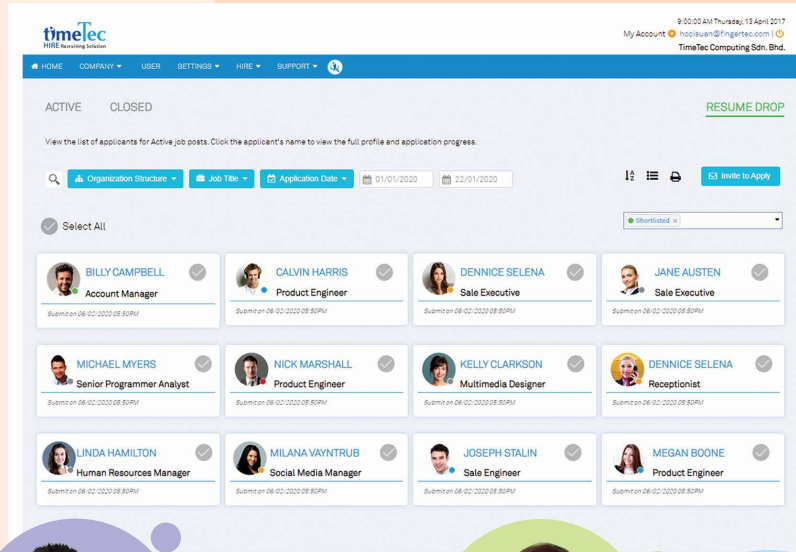 timeTec
HIRE Recruiting Solution
9:00:00 AM Thursday, 13 April 2017
My Account hooisuan@fingertec.com |
TimeTec Computing Sdn. Bhd.
HOME COMPANY USER SETTINGS HIRE SUPPORT
ACTIVE CLOSED RESUME DROP
View the list of applicants for Active job posts. Click the applicant's name to view the full profile and application progress.
Organization Structure Job Title Application Date 01/01/2020 22/01/2020 Invite to Apply
Select All Shortlisted x
BILLY CAMPBELL
Account Manager
Submit on 06/02/2020 05:50PM
CALVIN HARRIS
Product Engineer
Submit on 06/02/2020 05:50PM
DENNICE SELENA
Sale Executive
Submit on 06/02/2020 05:50PM
JANE AUSTEN
Sale Executive
Submit on 06/02/2020 05:50PM
MICHAEL MYERS
Senior Programmer Analyst
Submit on 06/02/2020 05:50PM
NICK MARSHALL
Product Engineer
Submit on 06/02/2020 05:50PM
KELLY CLARKSON
Multimedia Designer
Submit on 06/02/2020 05:50PM
DENNICE SELENA
Receptionist
Submit on 06/02/2020 05:50PM
LINDA HAMILTON
Human Resources Manager
Submit on 06/02/2020 05:50PM
MILANA VAYNTRUB
Social Media Manager
Submit on 06/02/2020 05:50PM
JOSEPH STALIN
Sale Engineer
Submit on 06/02/2020 05:50PM
MEGAN BOONE
Product Engineer
Submit on 06/02/2020 05:50PM